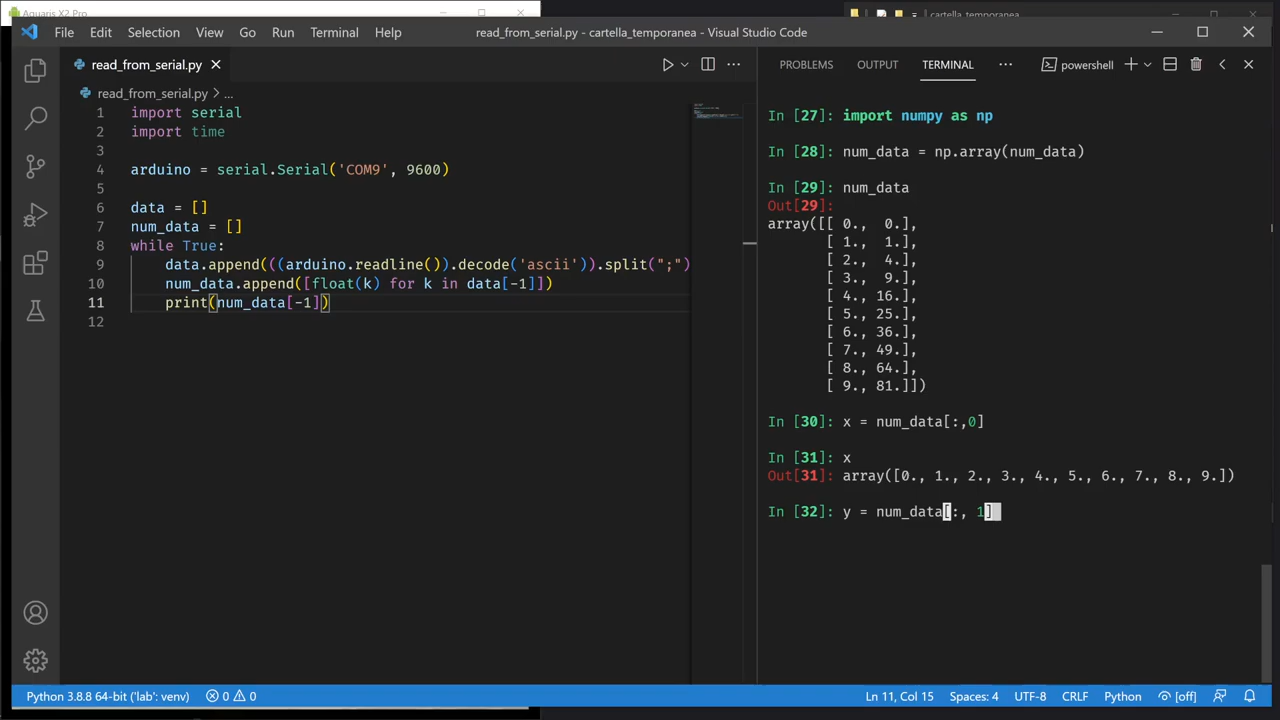 Aquaris X2 Pro
cartella_temporanea
File Edit Selection View Go Run Terminal Help
read_from_serial.py - cartella_temporanea - Visual Studio Code
read_from_serial.py
PROBLEMS OUTPUT TERMINAL ··· powershell
read_from_serial.py > ...
1 import serial
2 import time
3
4 arduino = serial.Serial('COM9', 9600)
5
6 data = []
7 num_data = []
8 while True:
9 data.append(((arduino.readline()).decode('ascii')).split(";")
10 num_data.append([float(k) for k in data[-1]])
11 print(num_data[-1])
12
In [27]: import numpy as np
In [28]: num_data = np.array(num_data)
In [29]: num_data
Out[29]:
array([[ 0., 0.],
[ 1., 1.],
[ 2., 4.],
[ 3., 9.],
[ 4., 16.],
[ 5., 25.],
[ 6., 36.],
[ 7., 49.],
[ 8., 64.],
[ 9., 81.]])
In [30]: x = num_data[:,0]
In [31]: x
Out[31]: array([0., 1., 2., 3., 4., 5., 6., 7., 8., 9.])
In [32]: y = num_data[:, 1]
Python 3.8.8 64-bit ('lab': venv) 0 0 Ln 11, Col 15 Spaces: 4 UTF-8 CRLF Python [off]